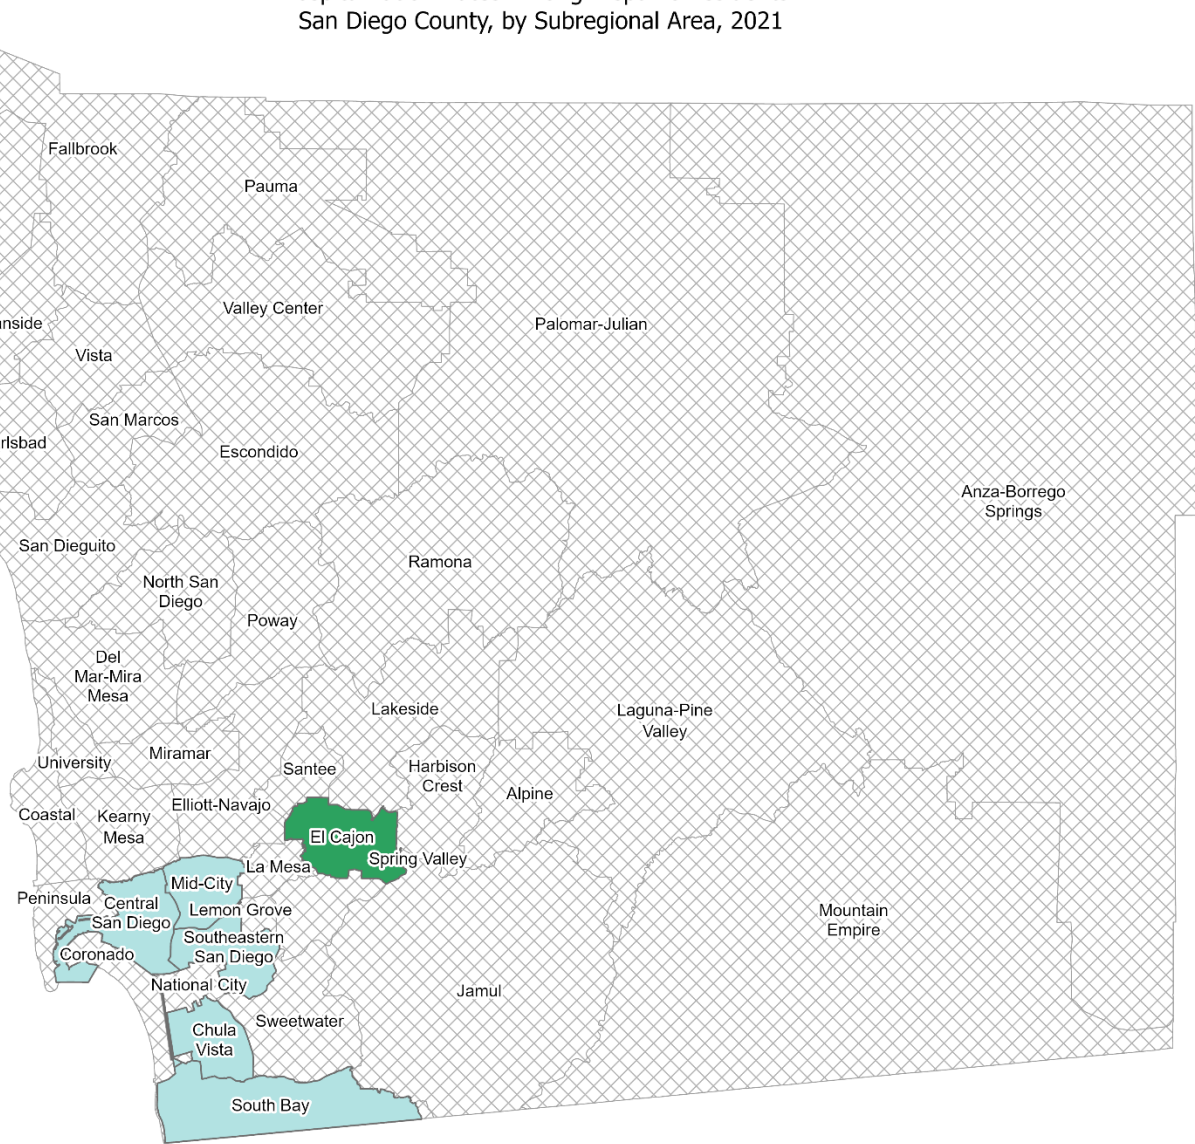 San Diego County, by Subregional Area, 2021
Fallbrook
Pauma
Valley Center
Palomar-Julian
Vista
San Marcos
Escondido
Anza-Borrego
Springs
San Dieguito
Ramona
North San
Diego
Poway
Del
Mar-Mira
Mesa
Lakeside
Laguna-Pine
Valley
University
Miramar
Santee
Harbison
Crest
Alpine
Coastal
Kearny
Mesa
Elliott-Navajo
El Cajon
Spring Valley
La Mesa
Mid-City
Peninsula
Central
San Diego
Lemon Grove
Mountain
Empire
Southeastern
San Diego
Coronado
National City
Jamul
Sweetwater
Chula
Vista
South Bay